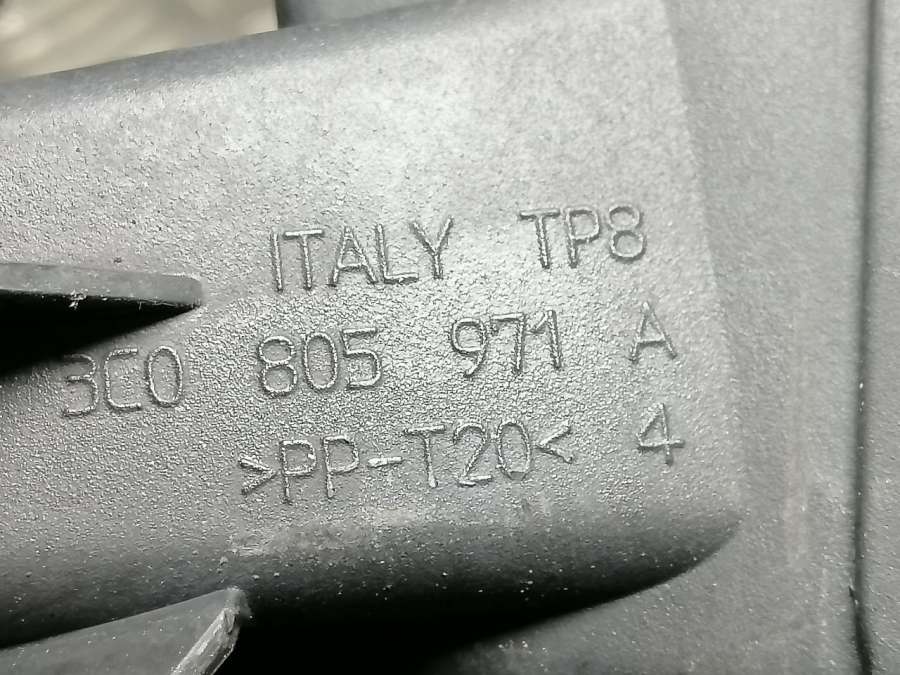 ITALY TP8
3C0 805 971 A
>PP-T20< 4